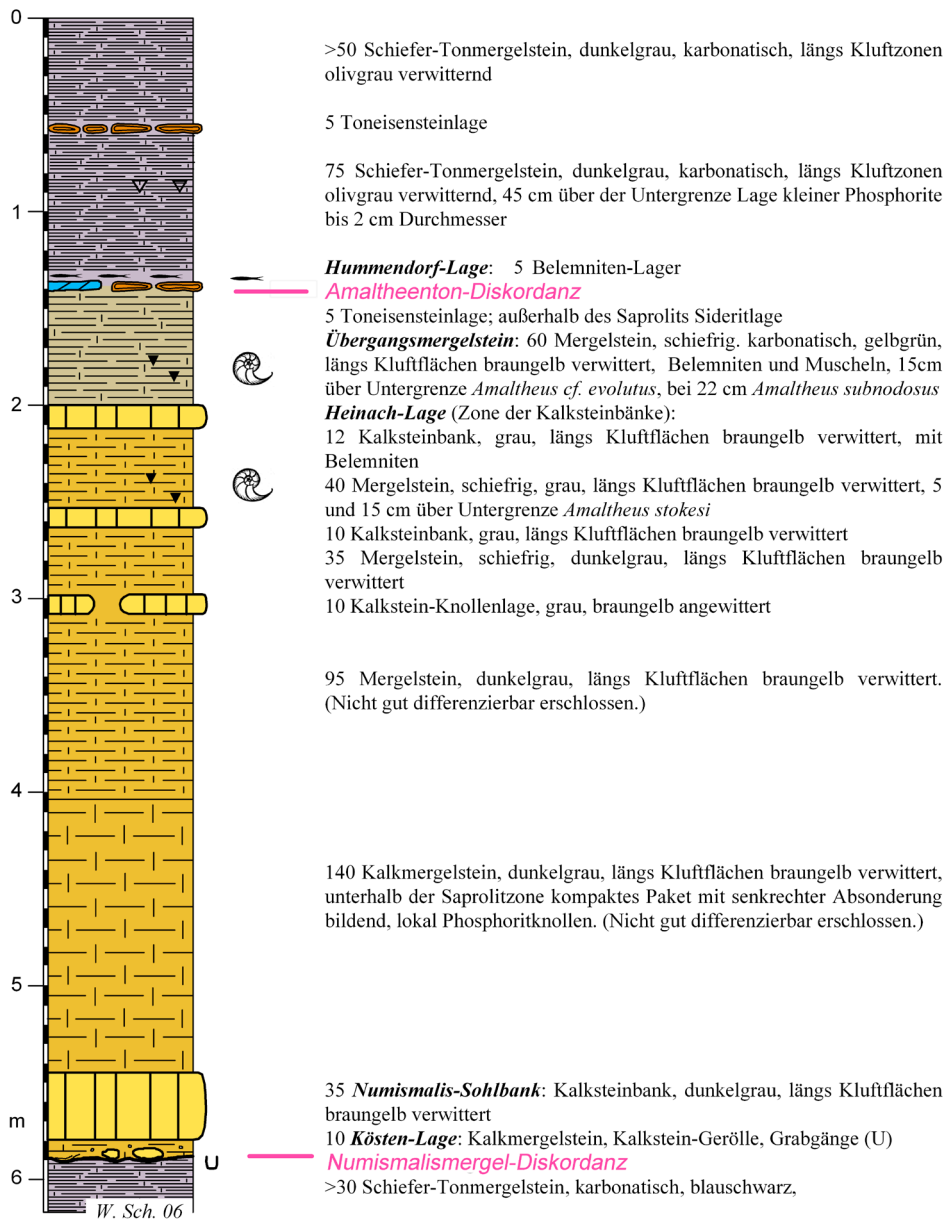 0
>50 Schiefer-Tonmergelstein, dunkelgrau, karbonatisch, längs Kluftzonen
olivgrau verwitternd
5 Toneisensteinlage
75 Schiefer-Tonmergelstein, dunkelgrau, karbonatisch, längs Kluftzonen
olivgrau verwitternd, 45 cm über der Untergrenze Lage kleiner Phosphorite
bis 2 cm Durchmesser
1
Hummendorf-Lage: 5 Belemniten-Lager
Amaltheenton-Diskordanz
5 Toneisensteinlage; außerhalb des Saprolits Sideritlage
Übergangsmergelstein: 60 Mergelstein, schiefrig. karbonatisch, gelbgrün,
längs Kluftflächen braungelb verwittert, Belemniten und Muscheln, 15cm
über Untergrenze Amaltheus cf. evolutus, bei 22 cm Amaltheus subnodosus
2
Heinach-Lage (Zone der Kalksteinbänke):
12 Kalksteinbank, grau, längs Kluftflächen braungelb verwittert, mit
Belemniten
40 Mergelstein, schiefrig, grau, längs Kluftflächen braungelb verwittert, 5
und 15 cm über Untergrenze Amaltheus stokesi
10 Kalksteinbank, grau, längs Kluftflächen braungelb verwittert
35 Mergelstein, schiefrig, dunkelgrau, längs Kluftflächen braungelb
verwittert
3
10 Kalkstein-Knollenlage, grau, braungelb angewittert
95 Mergelstein, dunkelgrau, längs Kluftflächen braungelb verwittert.
(Nicht gut differenzierbar erschlossen.)
4
140 Kalkmergelstein, dunkelgrau, längs Kluftflächen braungelb verwittert,
unterhalb der Saprolitzone kompaktes Paket mit senkrechter Absonderung
bildend, lokal Phosphoritknollen. (Nicht gut differenzierbar erschlossen.)
5
35 Numismalis-Sohlbank: Kalksteinbank, dunkelgrau, längs Kluftflächen
braungelb verwittert
m
10 Kösten-Lage: Kalkmergelstein, Kalkstein-Gerölle, Grabgänge (U)
U
Numismalismergel-Diskordanz
6
>30 Schiefer-Tonmergelstein, karbonatisch, blauschwarz,
W. Sch. 06